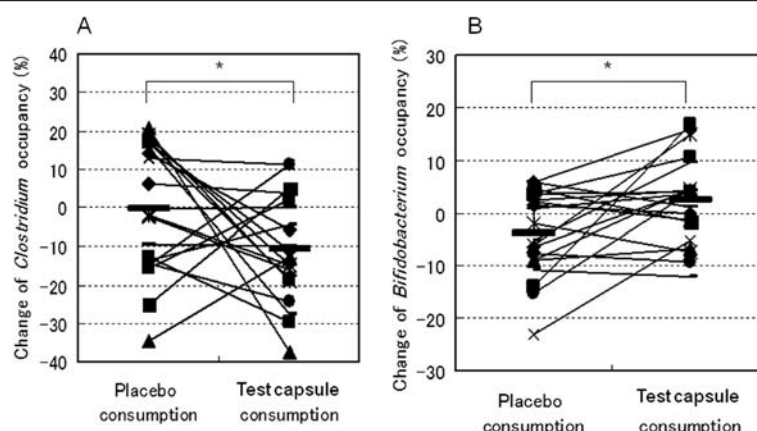 A
Change of Clostridium occupancy (%)
40
30
20
10
0
-10
-20
-30
-40
*
Placebo
consumption
Test capsule
consumption
B
Change of Bifidobacterium occupancy (%)
30
20
10
0
-10
-20
-30
*
Placebo
consumption
Test capsule
consumption